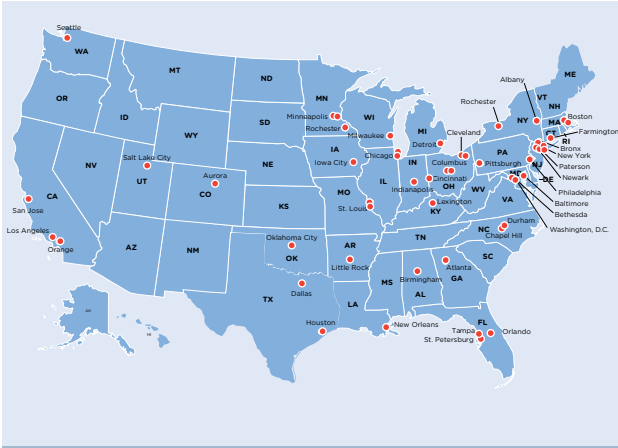 Seattle
WA
MT
ND
MN
OR
ID
WY
SD
Minneapolis
Rochester
WI
Milwaukee
MI
Detroit
Cleveland
Rochester
Albany
ME
VT
NH
NY
MA
Boston
CT
RI
Farmington
Bronx
New York
Paterson
Newark
PA
NJ
Pittsburgh
Philadelphia
DE
Baltimore
Bethesda
Washington, D.C.
NV
Salt Lake City
UT
Aurora
CO
NE
IA
Iowa City
Chicago
IL
IN
Indianapolis
Columbus
Cincinnati
OH
WV
VA
CA
San Jose
Los Angeles
Orange
KS
MO
St. Louis
Lexington
KY
Durham
NC
Chapel Hill
AZ
NM
Oklahoma City
OK
AR
Little Rock
TN
SC
TX
Dallas
Houston
LA
New Orleans
MS
Birmingham
AL
Atlanta
GA
FL
Tampa
St. Petersburg
Orlando
AK
HI